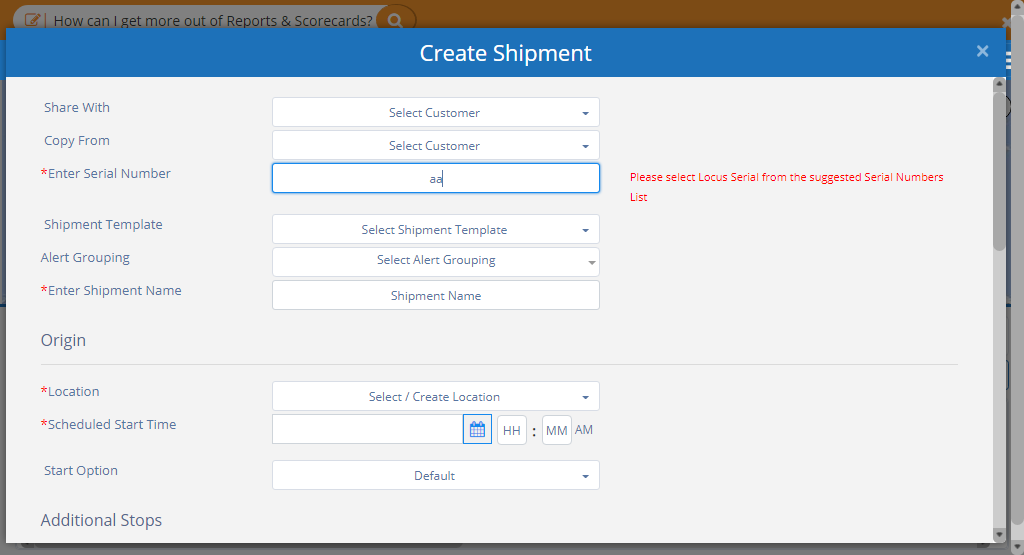 How can I get more out of Reports & Scorecards?
Create Shipment
×
Share With
Select Customer
Copy From
Select Customer
*Enter Serial Number
aa
Please select Locus Serial from the suggested Serial Numbers
List
Shipment Template
Select Shipment Template
Alert Grouping
Select Alert Grouping
*Enter Shipment Name
Shipment Name
Origin
*Location
Select / Create Location
*Scheduled Start Time
HH : MM AM
Start Option
Default
Additional Stops